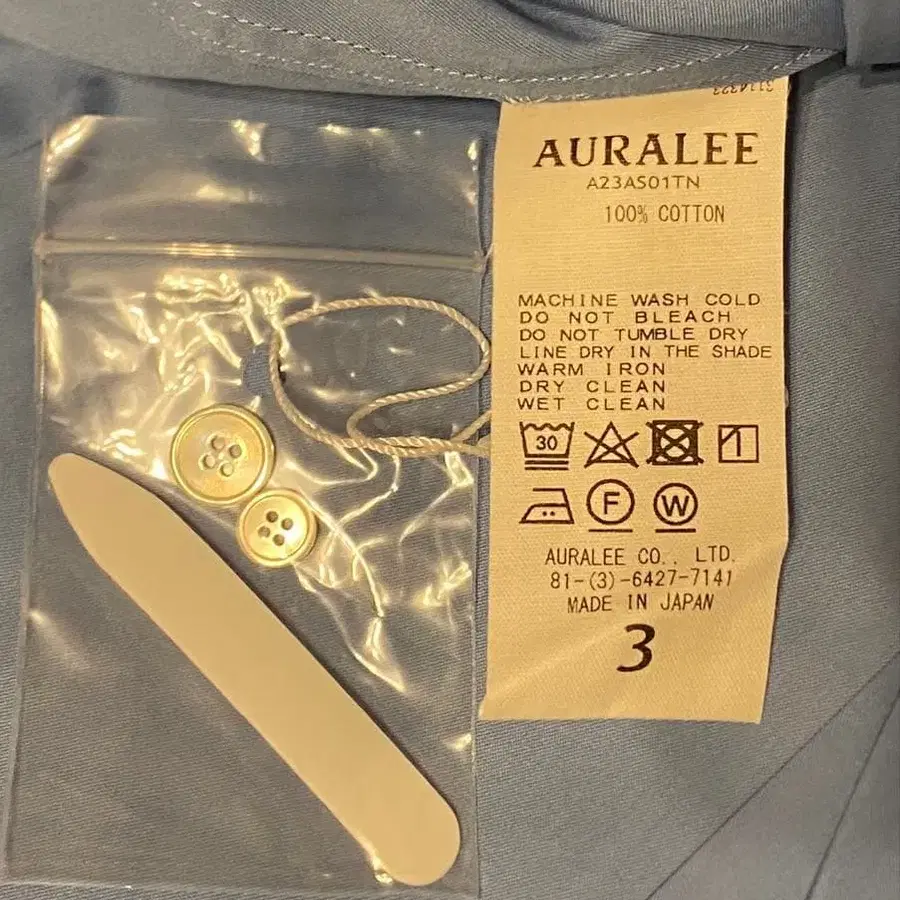 3114323
AURALEE
A23AS01TN
100% COTTON
MACHINE WASH COLD
DO NOT BLEACH
DO NOT TUMBLE DRY
LINE DRY IN THE SHADE
WARM IRON
DRY CLEAN
WET CLEAN
30
F
W
AURALEE CO., LTD.
81-(3)-6427-7141
MADE IN JAPAN
3